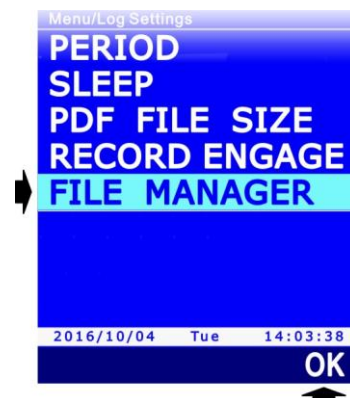 Menu/Log Settings
PERIOD
SLEEP
PDF FILE SIZE
RECORD ENGAGE
FILE MANAGER
2016/10/04 Tue 14:03:38
OK